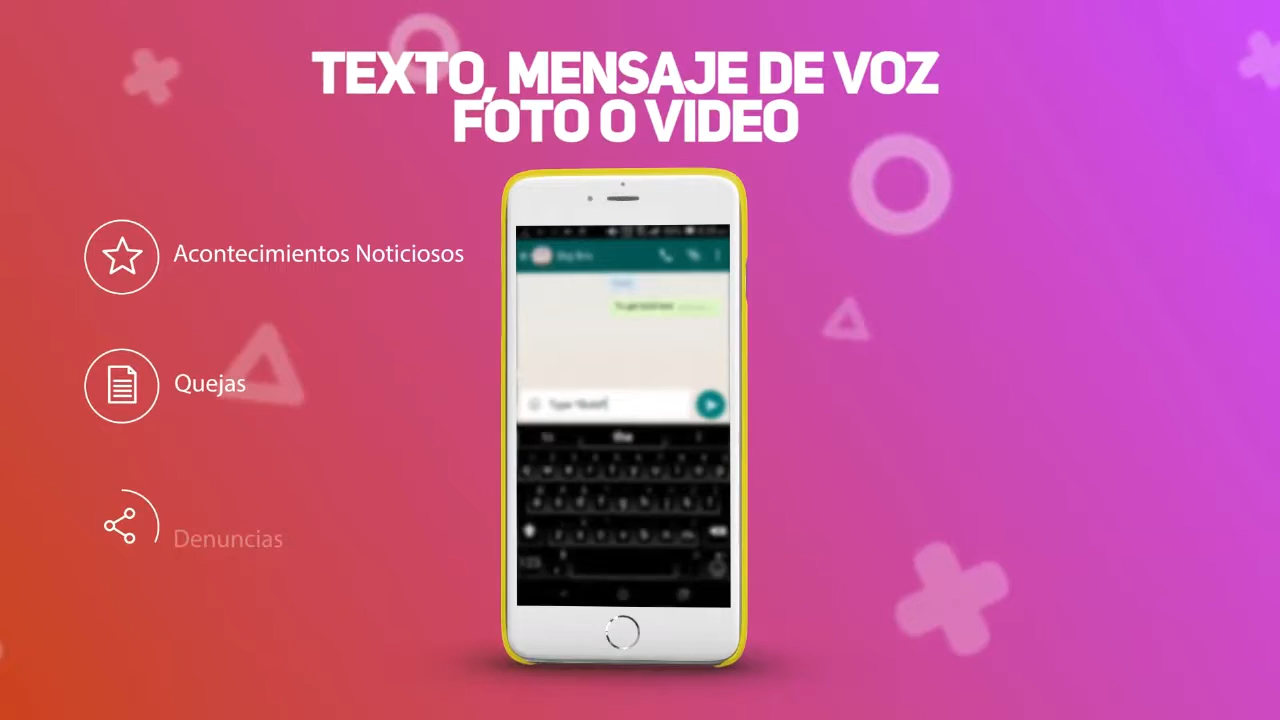 TEXTO, MENSAJE DE VOZ
FOTO O VIDEO
Acontecimientos Noticiosos
Quejas
Denuncias